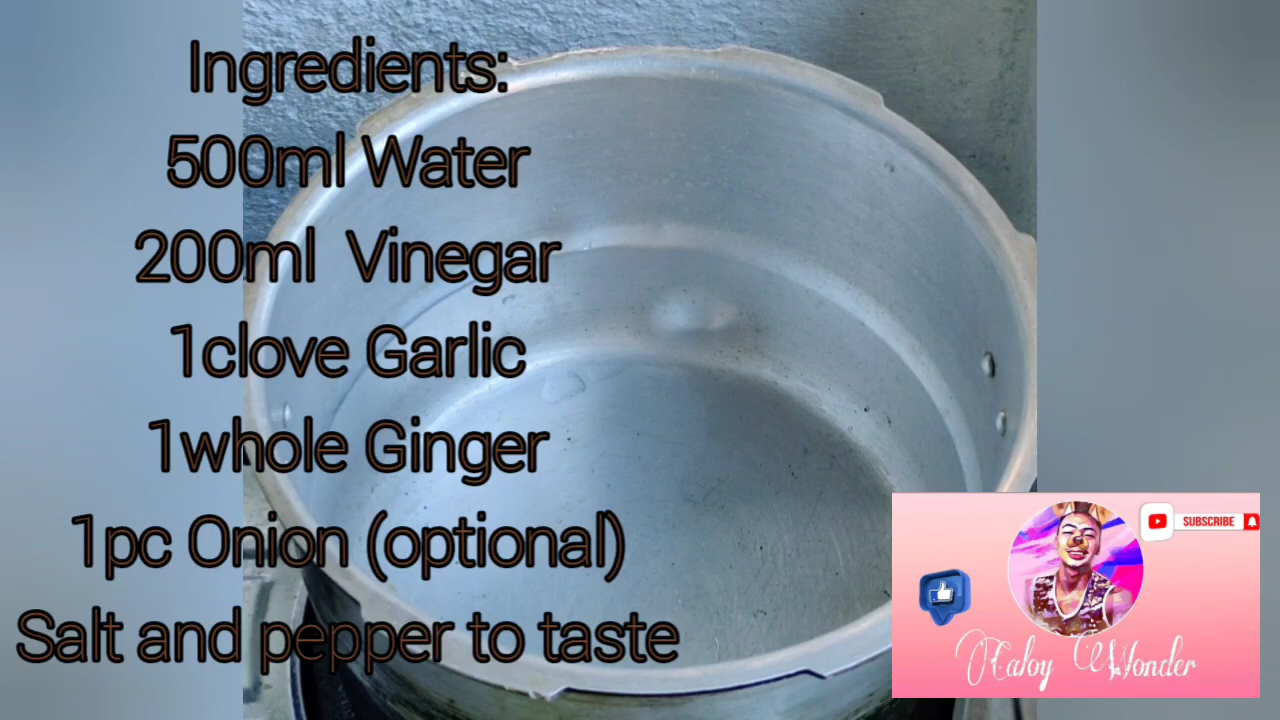 Ingredients:
500ml Water
200ml Vinegar
1clove Garlic
1whole Ginger
1pc Onion (optional)
Salt and pepper to taste
SUBSCRIBE
Wonder